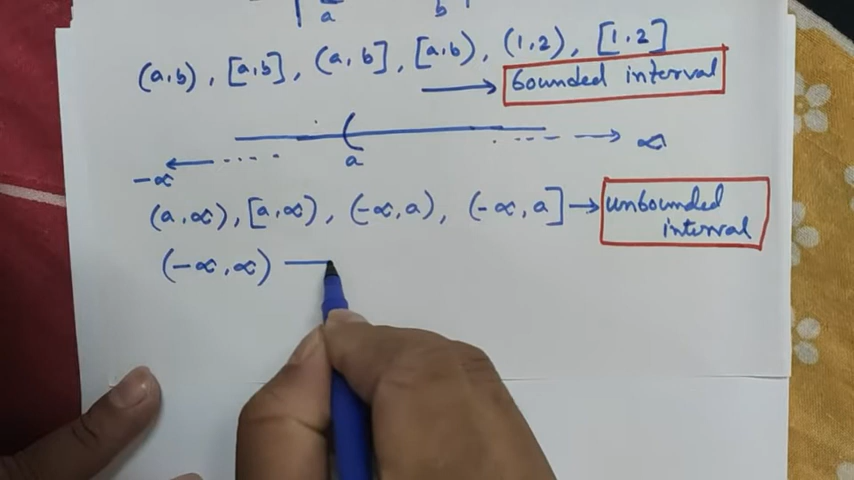 a b
(a,b), [a,b], (a,b], [a,b), (1,2), [1,2]
bounded interval
a ∞
-∞
(a,∞), [a,∞), (-∞,a), (-∞,a] → unbounded
interval
(-∞,∞)